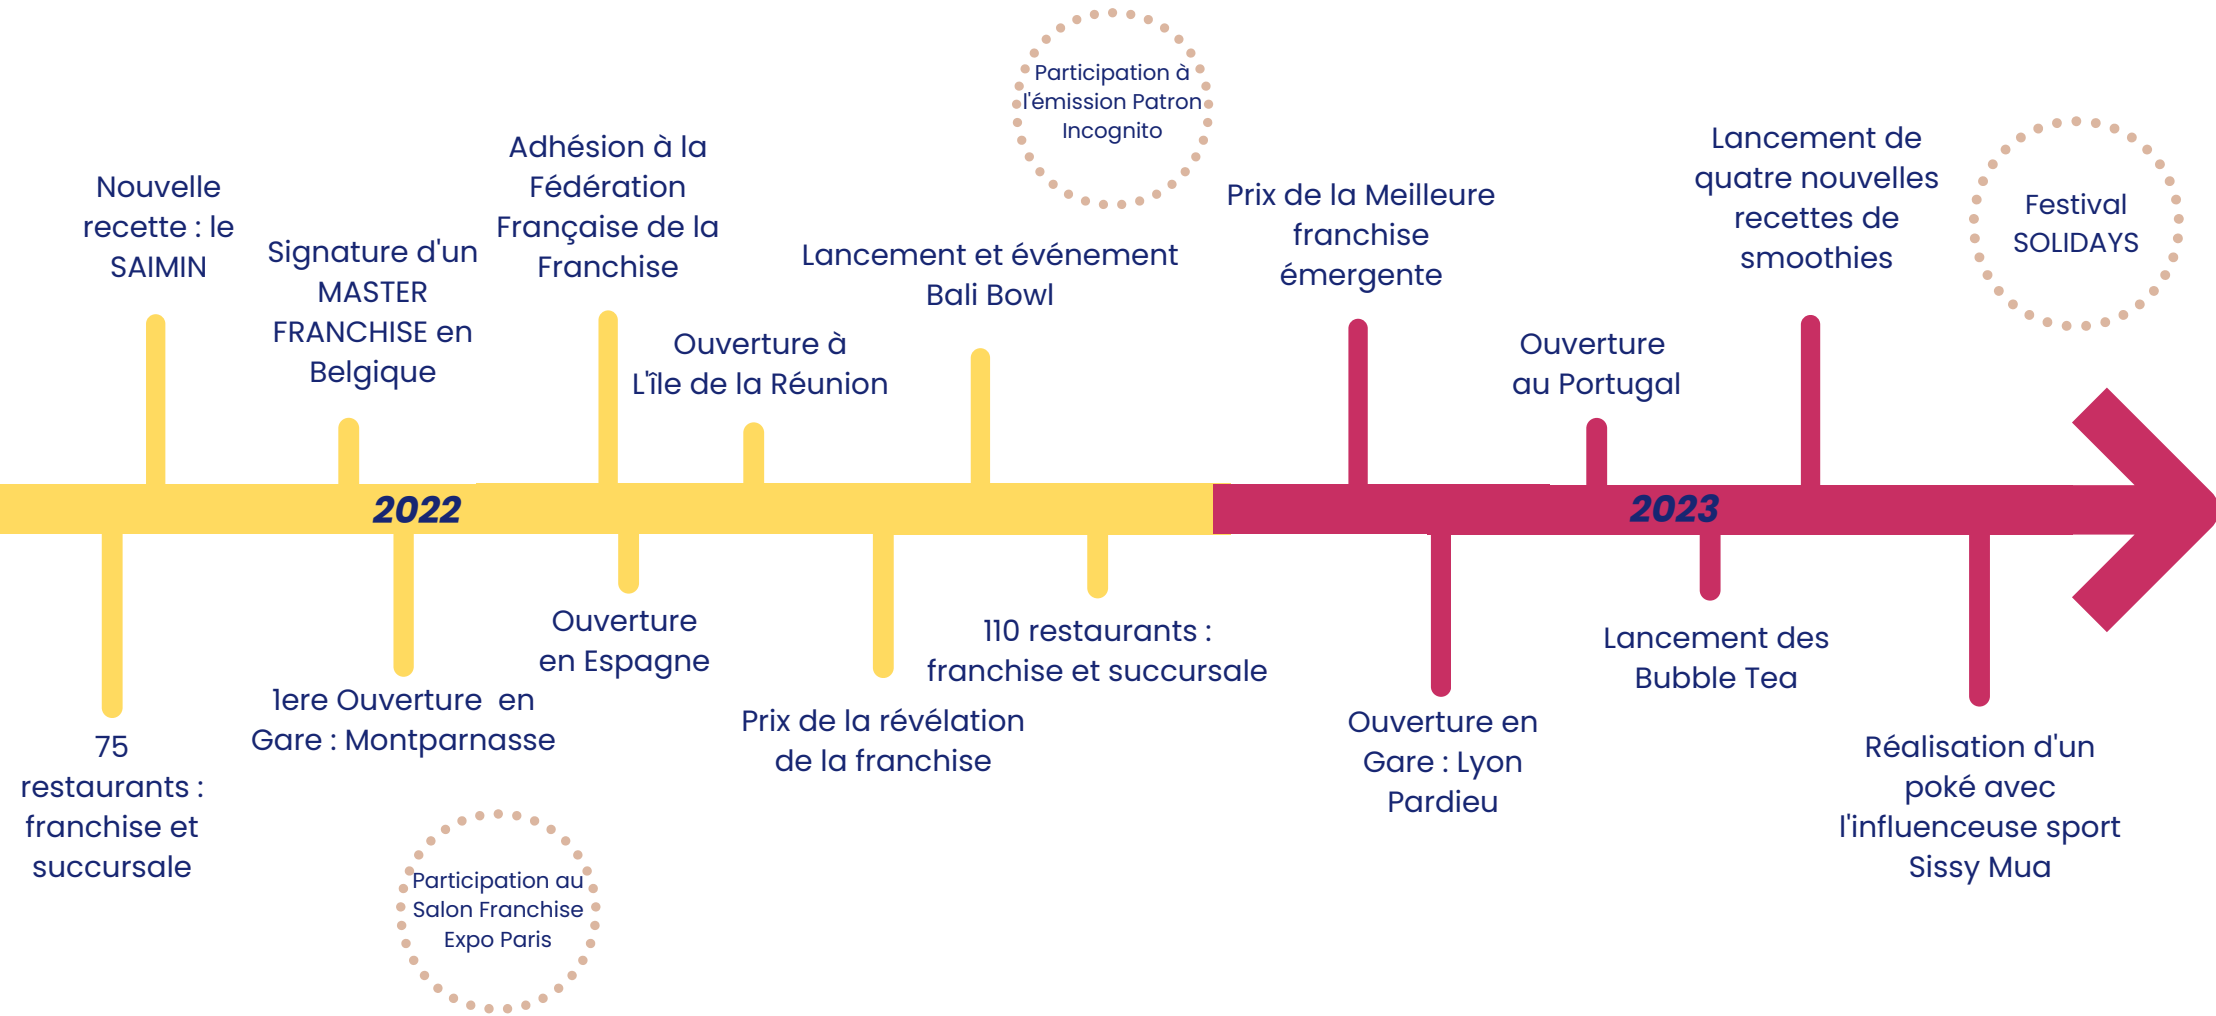 Participation à
l'émission Patron
Incognito
Nouvelle
recette : le
SAIMIN
Signature d'un
MASTER
FRANCHISE en
Belgique
Adhésion à la
Fédération
Française de la
Franchise
Ouverture à
L'île de la Réunion
Lancement et événement
Bali Bowl
Prix de la Meilleure
franchise
émergente
Ouverture
au Portugal
Lancement de
quatre nouvelles
recettes de
smoothies
Festival
SOLIDAYS
2022
2023
75
restaurants :
franchise et
succursale
1ere Ouverture  en
Gare : Montparnasse
Ouverture
en Espagne
Prix de la révélation
de la franchise
110 restaurants :
franchise et succursale
Ouverture en
Gare : Lyon
Pardieu
Lancement des
Bubble Tea
Réalisation d'un
poké avec
l'influenceuse sport
Sissy Mua
Participation au
Salon Franchise
Expo Paris